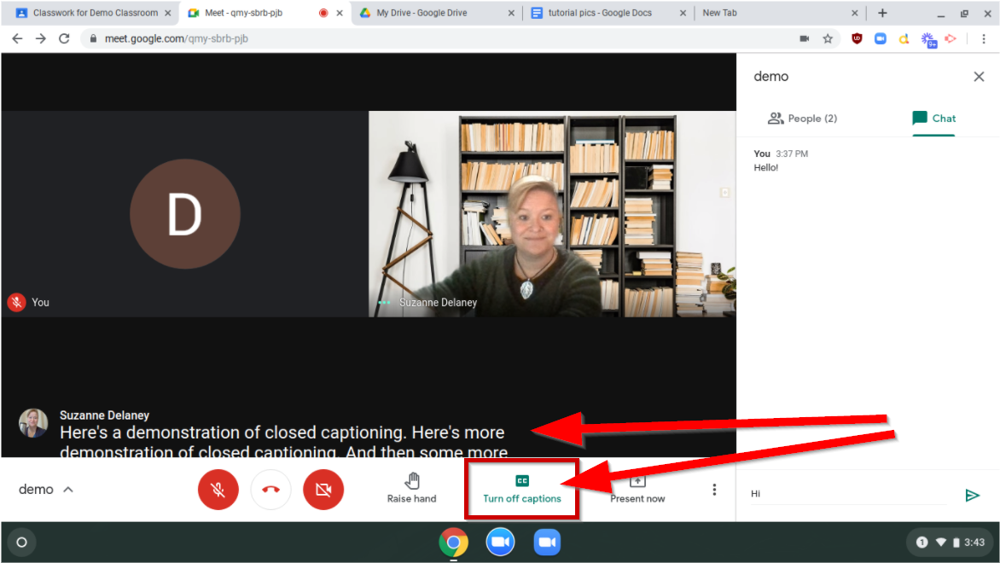 Classwork for Demo Classroom
Meet - qmy-sbrb-pjb
My Drive - Google Drive
tutorial pics - Google Docs
New Tab
meet.google.com/qmy-sbrb-pjb
9+
demo
People (2)
Chat
You 3:37 PM
Hello!
D
You
Suzanne Delaney
Suzanne Delaney
Here's a demonstration of closed captioning. Here's more
demonstration of closed captioning. And then some more
demo
Raise hand
CC
Turn off captions
Present now
Hi
1
3:43